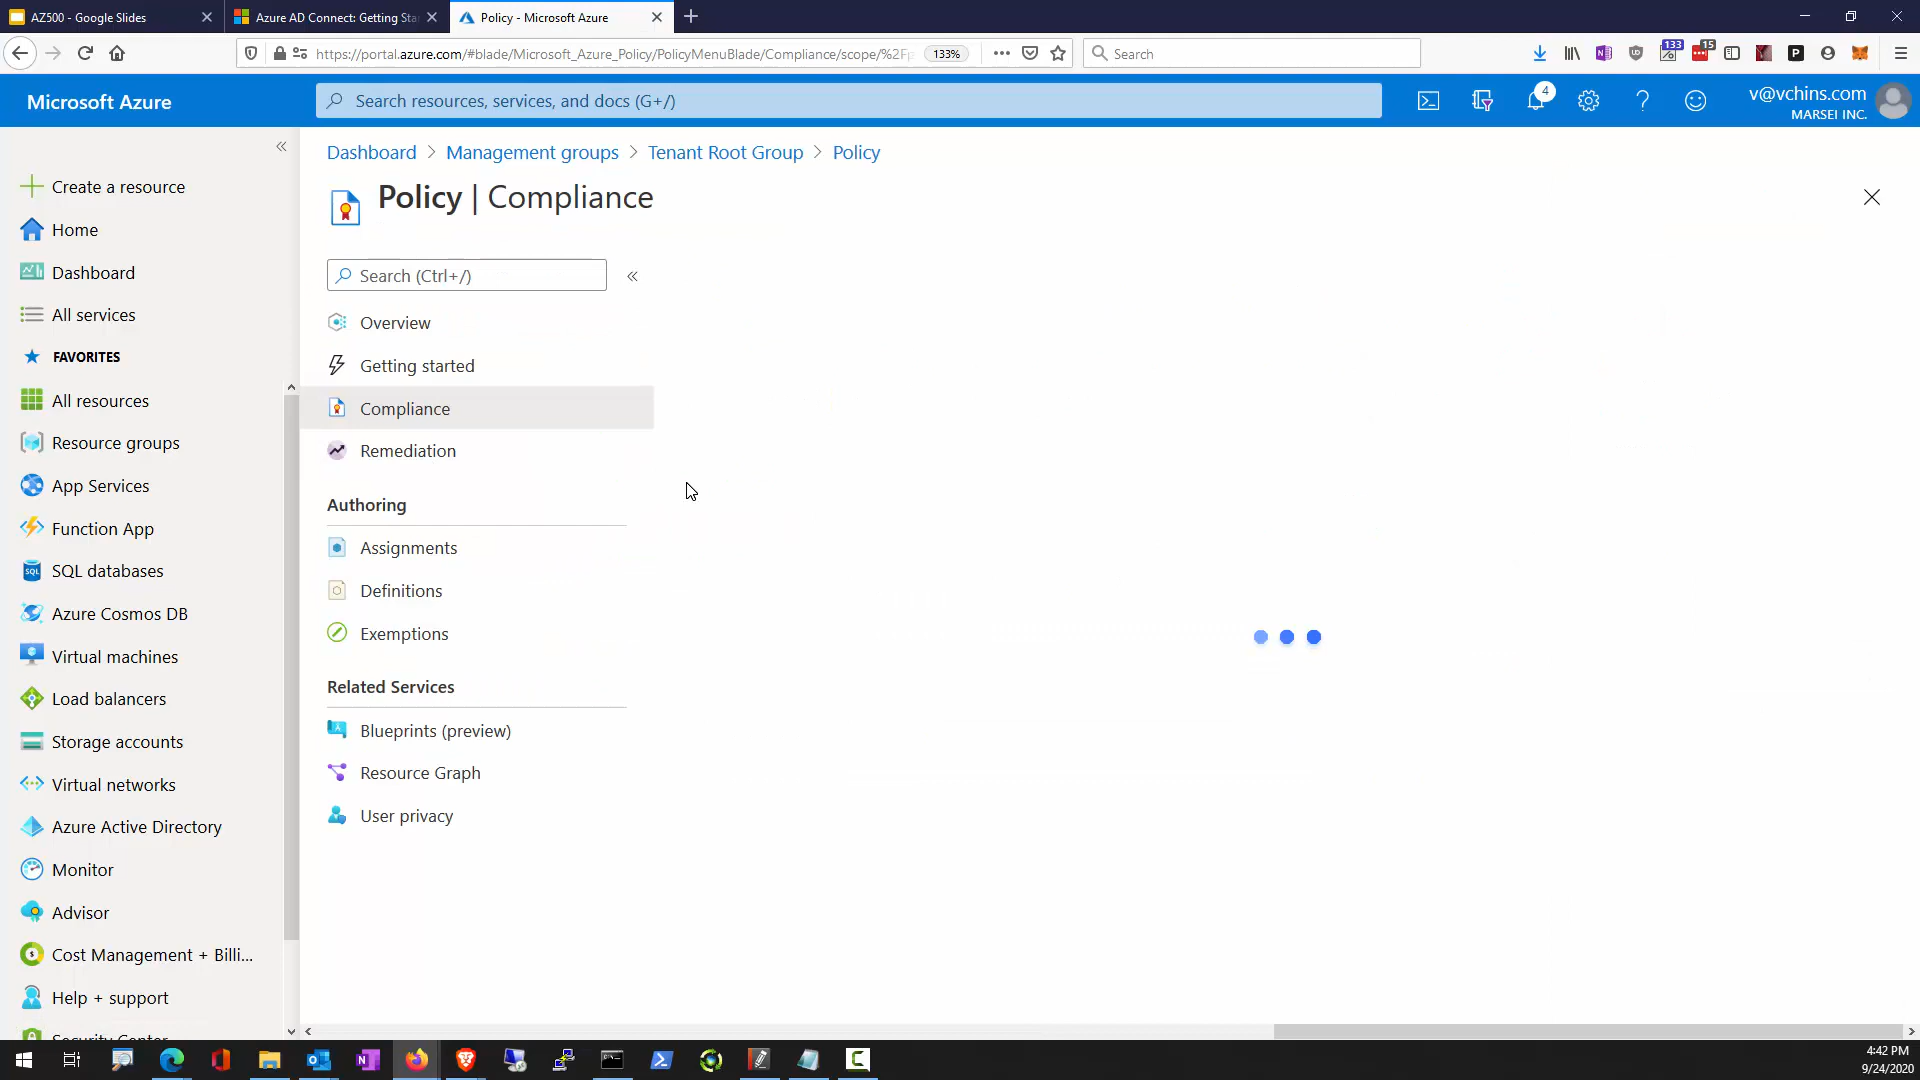 AZ500 - Google Slides
Azure AD Connect: Getting Sta
Policy - Microsoft Azure
https://portal.azure.com/#blade/Microsoft_Azure_Policy/PolicyMenuBlade/Compliance/scope/%2F
133%
Search
133
15
Microsoft Azure
Search resources, services, and docs (G+/)
4
v@vchins.com
MARSEI INC.
Dashboard > Management groups > Tenant Root Group > Policy
Policy | Compliance
Create a resource
Home
Dashboard
All services
FAVORITES
All resources
Resource groups
App Services
Function App
SQL databases
Azure Cosmos DB
Virtual machines
Load balancers
Storage accounts
Virtual networks
Azure Active Directory
Monitor
Advisor
Cost Management + Billi...
Help + support
Security Center
Search (Ctrl+/)
Overview
Getting started
Compliance
Remediation
Authoring
Assignments
Definitions
Exemptions
Related Services
Blueprints (preview)
Resource Graph
User privacy
4:42 PM
9/24/2020